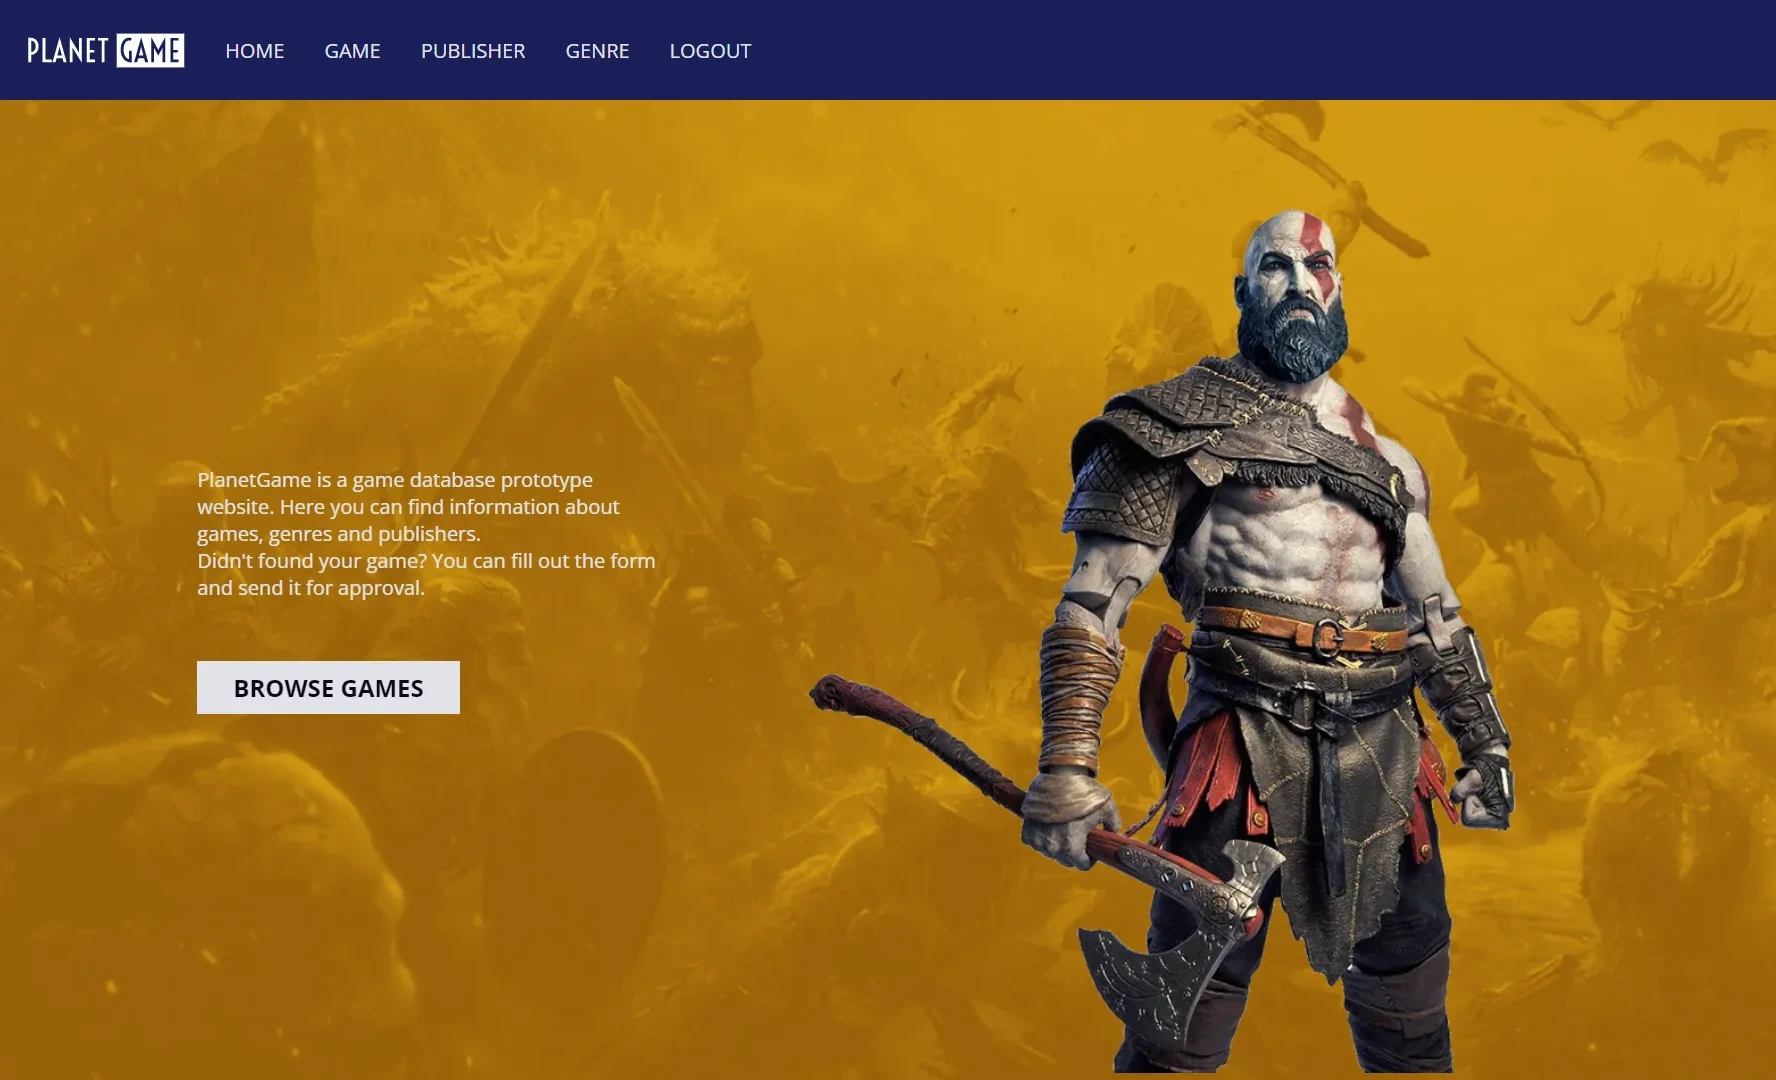 PLANET GAME HOME GAME PUBLISHER GENRE LOGOUT
PlanetGame is a game database prototype
website. Here you can find information about
games, genres and publishers.
Didn't found your game? You can fill out the form
and send it for approval.
BROWSE GAMES